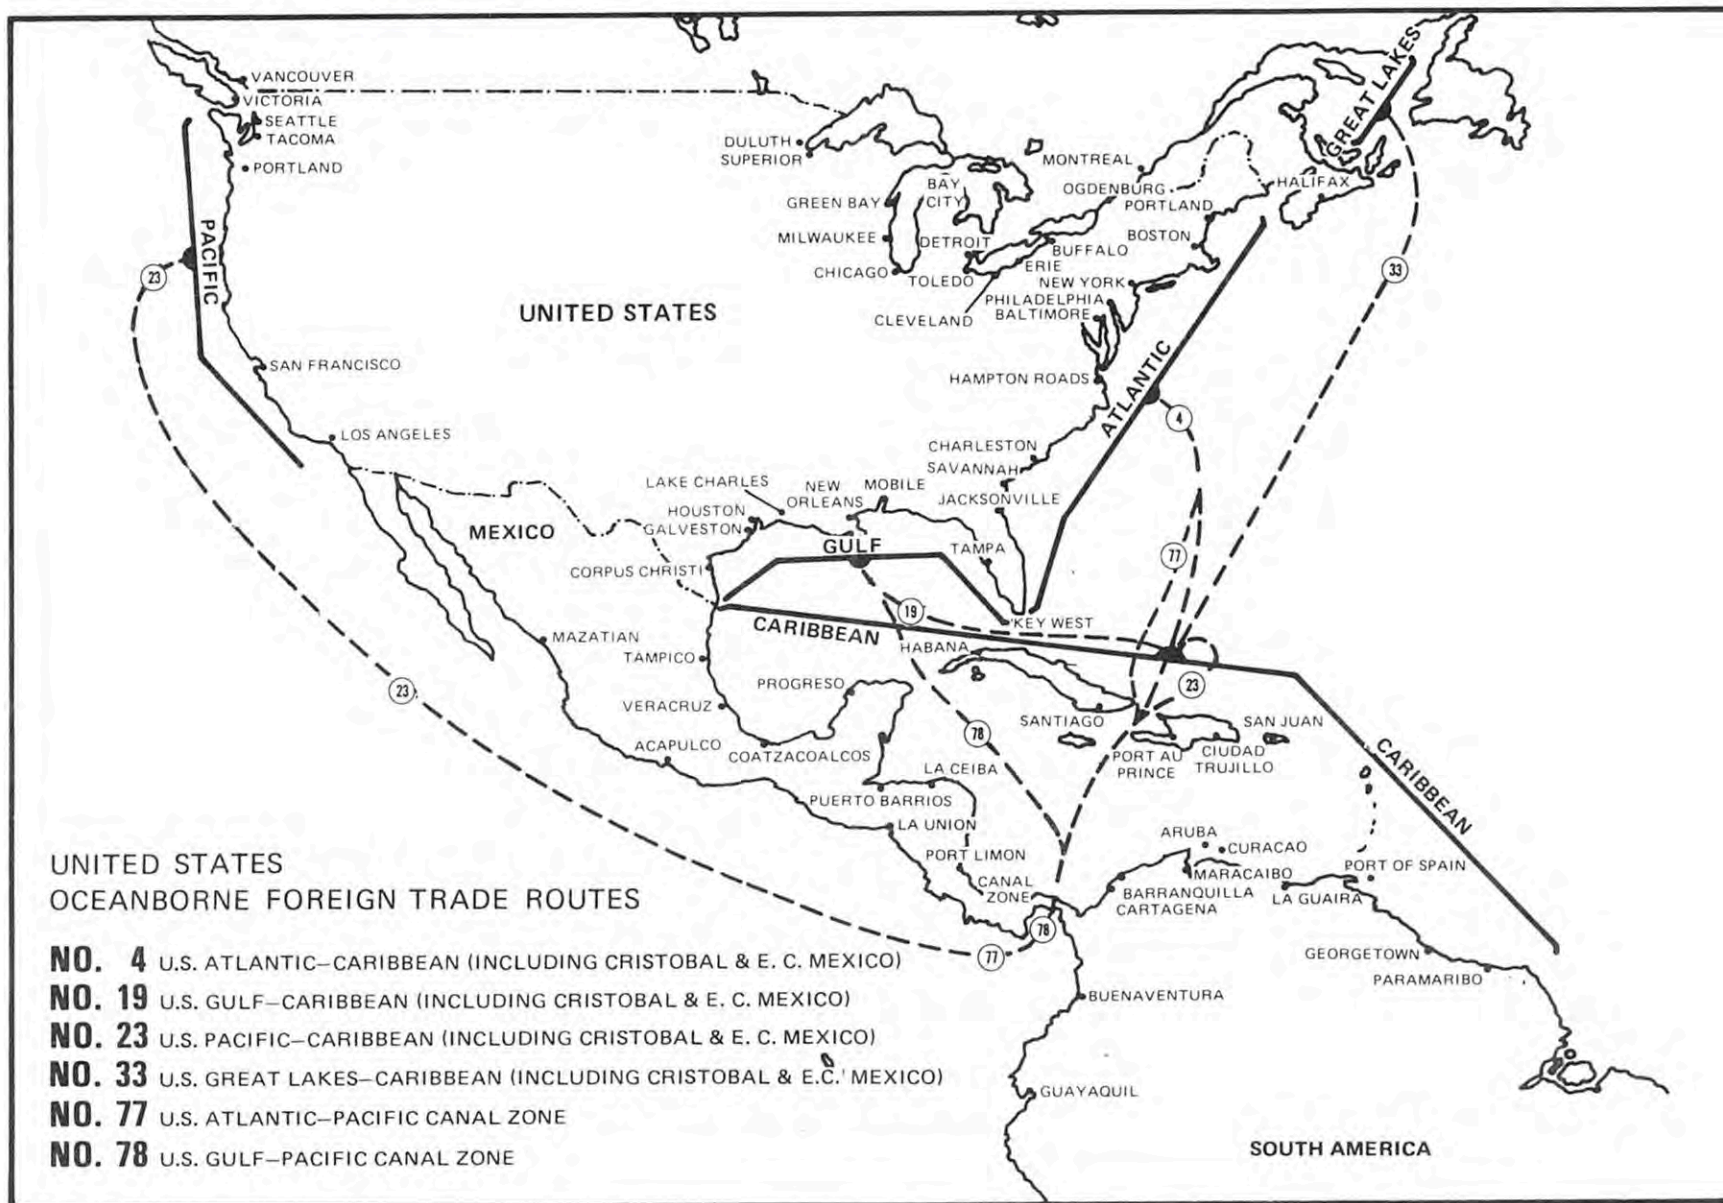 VANCOUVER
VICTORIA
SEATTLE
TACOMA
PORTLAND
PACIFIC
23
SAN FRANCISCO
LOS ANGELES
UNITED STATES
DULUTH
SUPERIOR
GREEN BAY
MILWAUKEE
CHICAGO
BAY
CITY
DETROIT
TOLEDO
CLEVELAND
ERIE
BUFFALO
MONTREAL
OGDENBURG
PORTLAND
BOSTON
NEW YORK
PHILADELPHIA
BALTIMORE
HAMPTON ROADS
HALIFAX
GREAT LAKES
33
ATLANTIC
4
CHARLESTON
SAVANNAH
JACKSONVILLE
LAKE CHARLES
NEW
ORLEANS
MOBILE
HOUSTON
GALVESTON
GULF
TAMPA
77
MEXICO
CORPUS CHRISTI
19
CARIBBEAN
KEY WEST
HABANA
MAZATIAN
TAMPICO
PROGRESO
23
23
VERACRUZ
78
SANTIAGO
SAN JUAN
ACAPULCO
COATZACOALCOS
PORT AU
PRINCE
CIUDAD
TRUJILLO
CARIBBEAN
LA CEIBA
PUERTO BARRIOS
LA UNION
PORT LIMON
CANAL
ZONE
ARUBA
CURACAO
MARACAIBO
BARRANQUILLA
CARTAGENA
LA GUAIRA
PORT OF SPAIN
78
77
GEORGETOWN
PARAMARIBO
BUENAVENTURA
GUAYAQUIL
SOUTH AMERICA
UNITED STATES
OCEANBORNE FOREIGN TRADE ROUTES
NO. 4 U.S. ATLANTIC–CARIBBEAN (INCLUDING CRISTOBAL & E. C. MEXICO)
NO. 19 U.S. GULF–CARIBBEAN (INCLUDING CRISTOBAL & E. C. MEXICO)
NO. 23 U.S. PACIFIC–CARIBBEAN (INCLUDING CRISTOBAL & E. C. MEXICO)
NO. 33 U.S. GREAT LAKES–CARIBBEAN (INCLUDING CRISTOBAL & E.C. MEXICO)
NO. 77 U.S. ATLANTIC–PACIFIC CANAL ZONE
NO. 78 U.S. GULF–PACIFIC CANAL ZONE